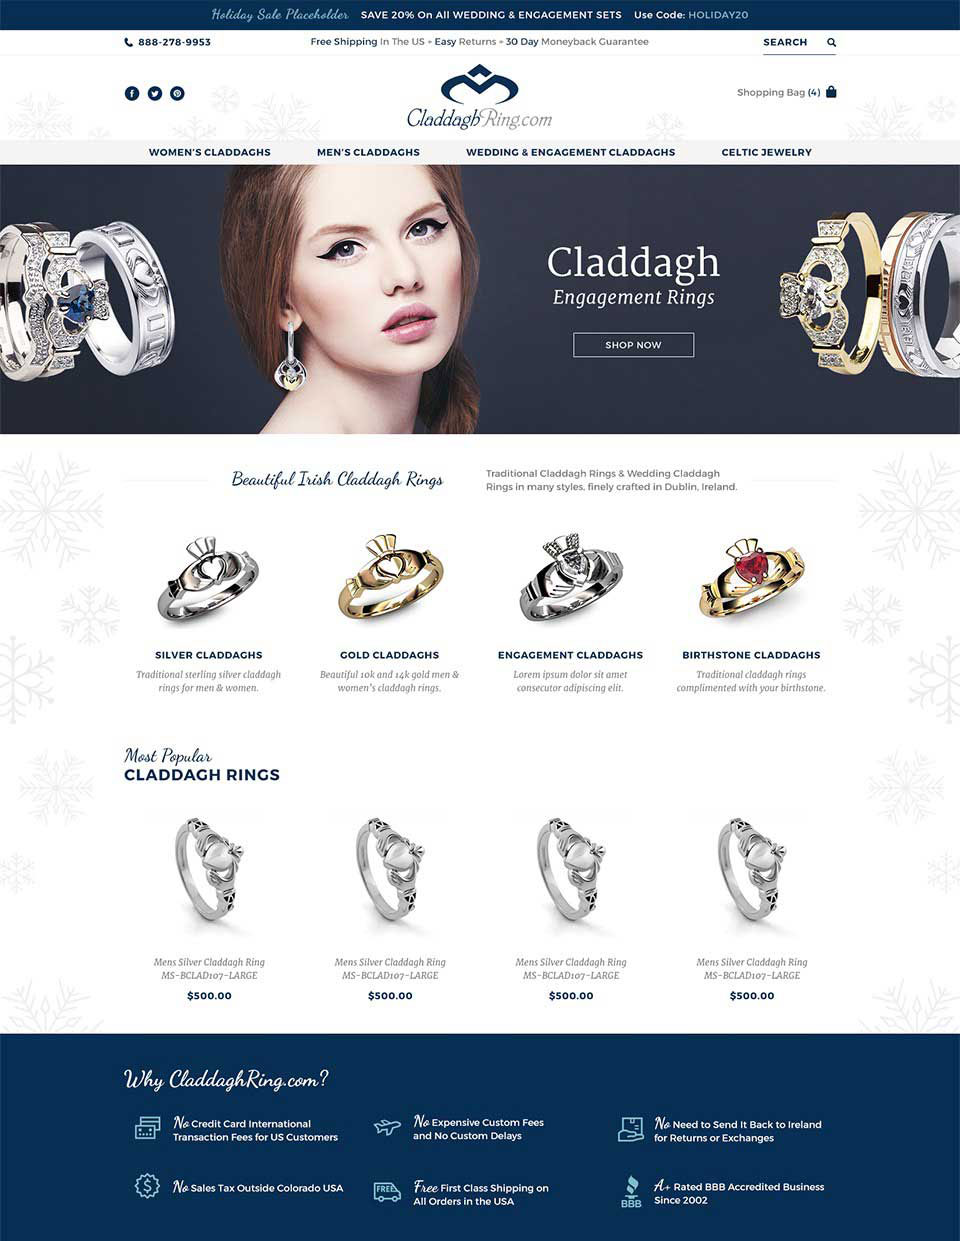 Holiday Sale Placeholder SAVE 20% On All WEDDING & ENGAGEMENT SETS Use Code: HOLIDAY20
888-278-9953
Free Shipping In The US + Easy Returns + 30 Day Moneyback Guarantee
SEARCH
Shopping Bag (4)
CladdaghRing.com
WOMEN'S CLADDAGHS MEN'S CLADDAGHS WEDDING & ENGAGEMENT CLADDAGHS CELTIC JEWELRY
Claddagh
Engagement Rings
SHOP NOW
Beautiful Irish Claddagh Rings
Traditional Claddagh Rings & Wedding Claddagh
Rings in many styles, finely crafted in Dublin, Ireland.
SILVER CLADDAGHS
Traditional sterling silver claddagh
rings for men & women.
GOLD CLADDAGHS
Beautiful 10k and 14k gold men &
women's claddagh rings.
ENGAGEMENT CLADDAGHS
Lorem ipsum dolor sit amet
consecutor adipiscing elit.
BIRTHSTONE CLADDAGHS
Traditional claddagh rings
complimented with your birthstone.
Most Popular
CLADDAGH RINGS
Mens Silver Claddagh Ring
MS-BCLAD107-LARGE
$500.00
Mens Silver Claddagh Ring
MS-BCLAD107-LARGE
$500.00
Mens Silver Claddagh Ring
MS-BCLAD107-LARGE
$500.00
Mens Silver Claddagh Ring
MS-BCLAD107-LARGE
$500.00
Why CladdaghRing.com?
No Credit Card International
Transaction Fees for US Customers
No Expensive Custom Fees
and No Custom Delays
No Need to Send It Back to Ireland
for Returns or Exchanges
No Sales Tax Outside Colorado USA
FREE
Free First Class Shipping on
All Orders in the USA
BBB
A+ Rated BBB Accredited Business
Since 2002